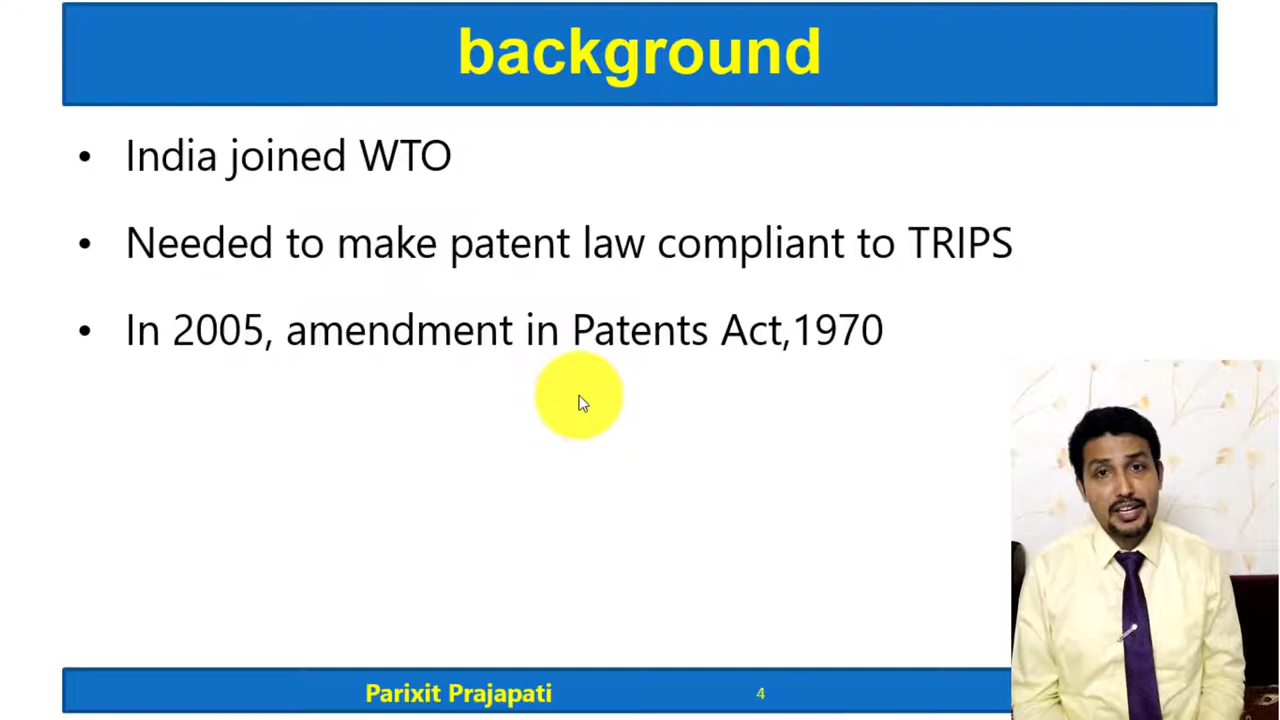 background
• India joined WTO
• Needed to make patent law compliant to TRIPS
• In 2005, amendment in Patents Act,1970
Parixit Prajapati
4